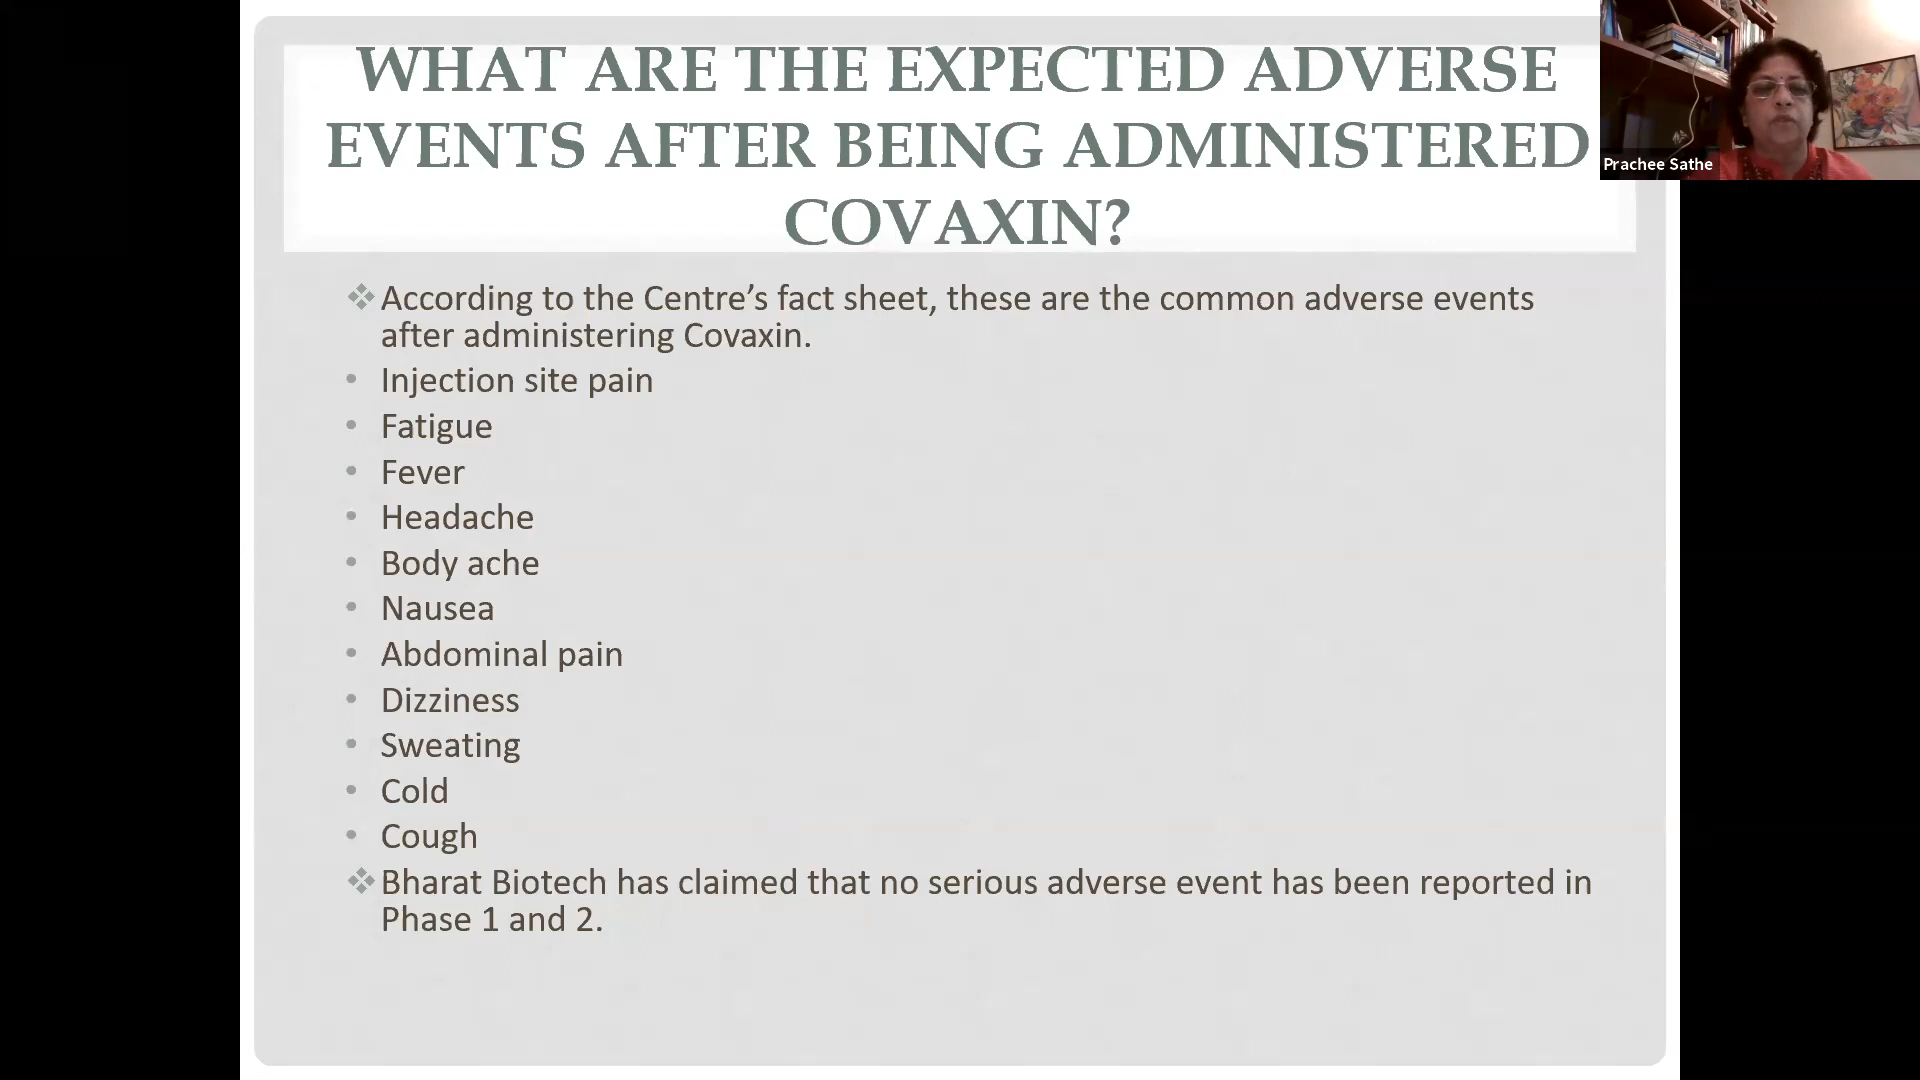 WHAT ARE THE EXPECTED ADVERSE
EVENTS AFTER BEING ADMINISTERED
COVAXIN?
Prachee Sathe
❖ According to the Centre’s fact sheet, these are the common adverse events
after administering Covaxin.
• Injection site pain
• Fatigue
• Fever
• Headache
• Body ache
• Nausea
• Abdominal pain
• Dizziness
• Sweating
• Cold
• Cough
❖ Bharat Biotech has claimed that no serious adverse event has been reported in
Phase 1 and 2.